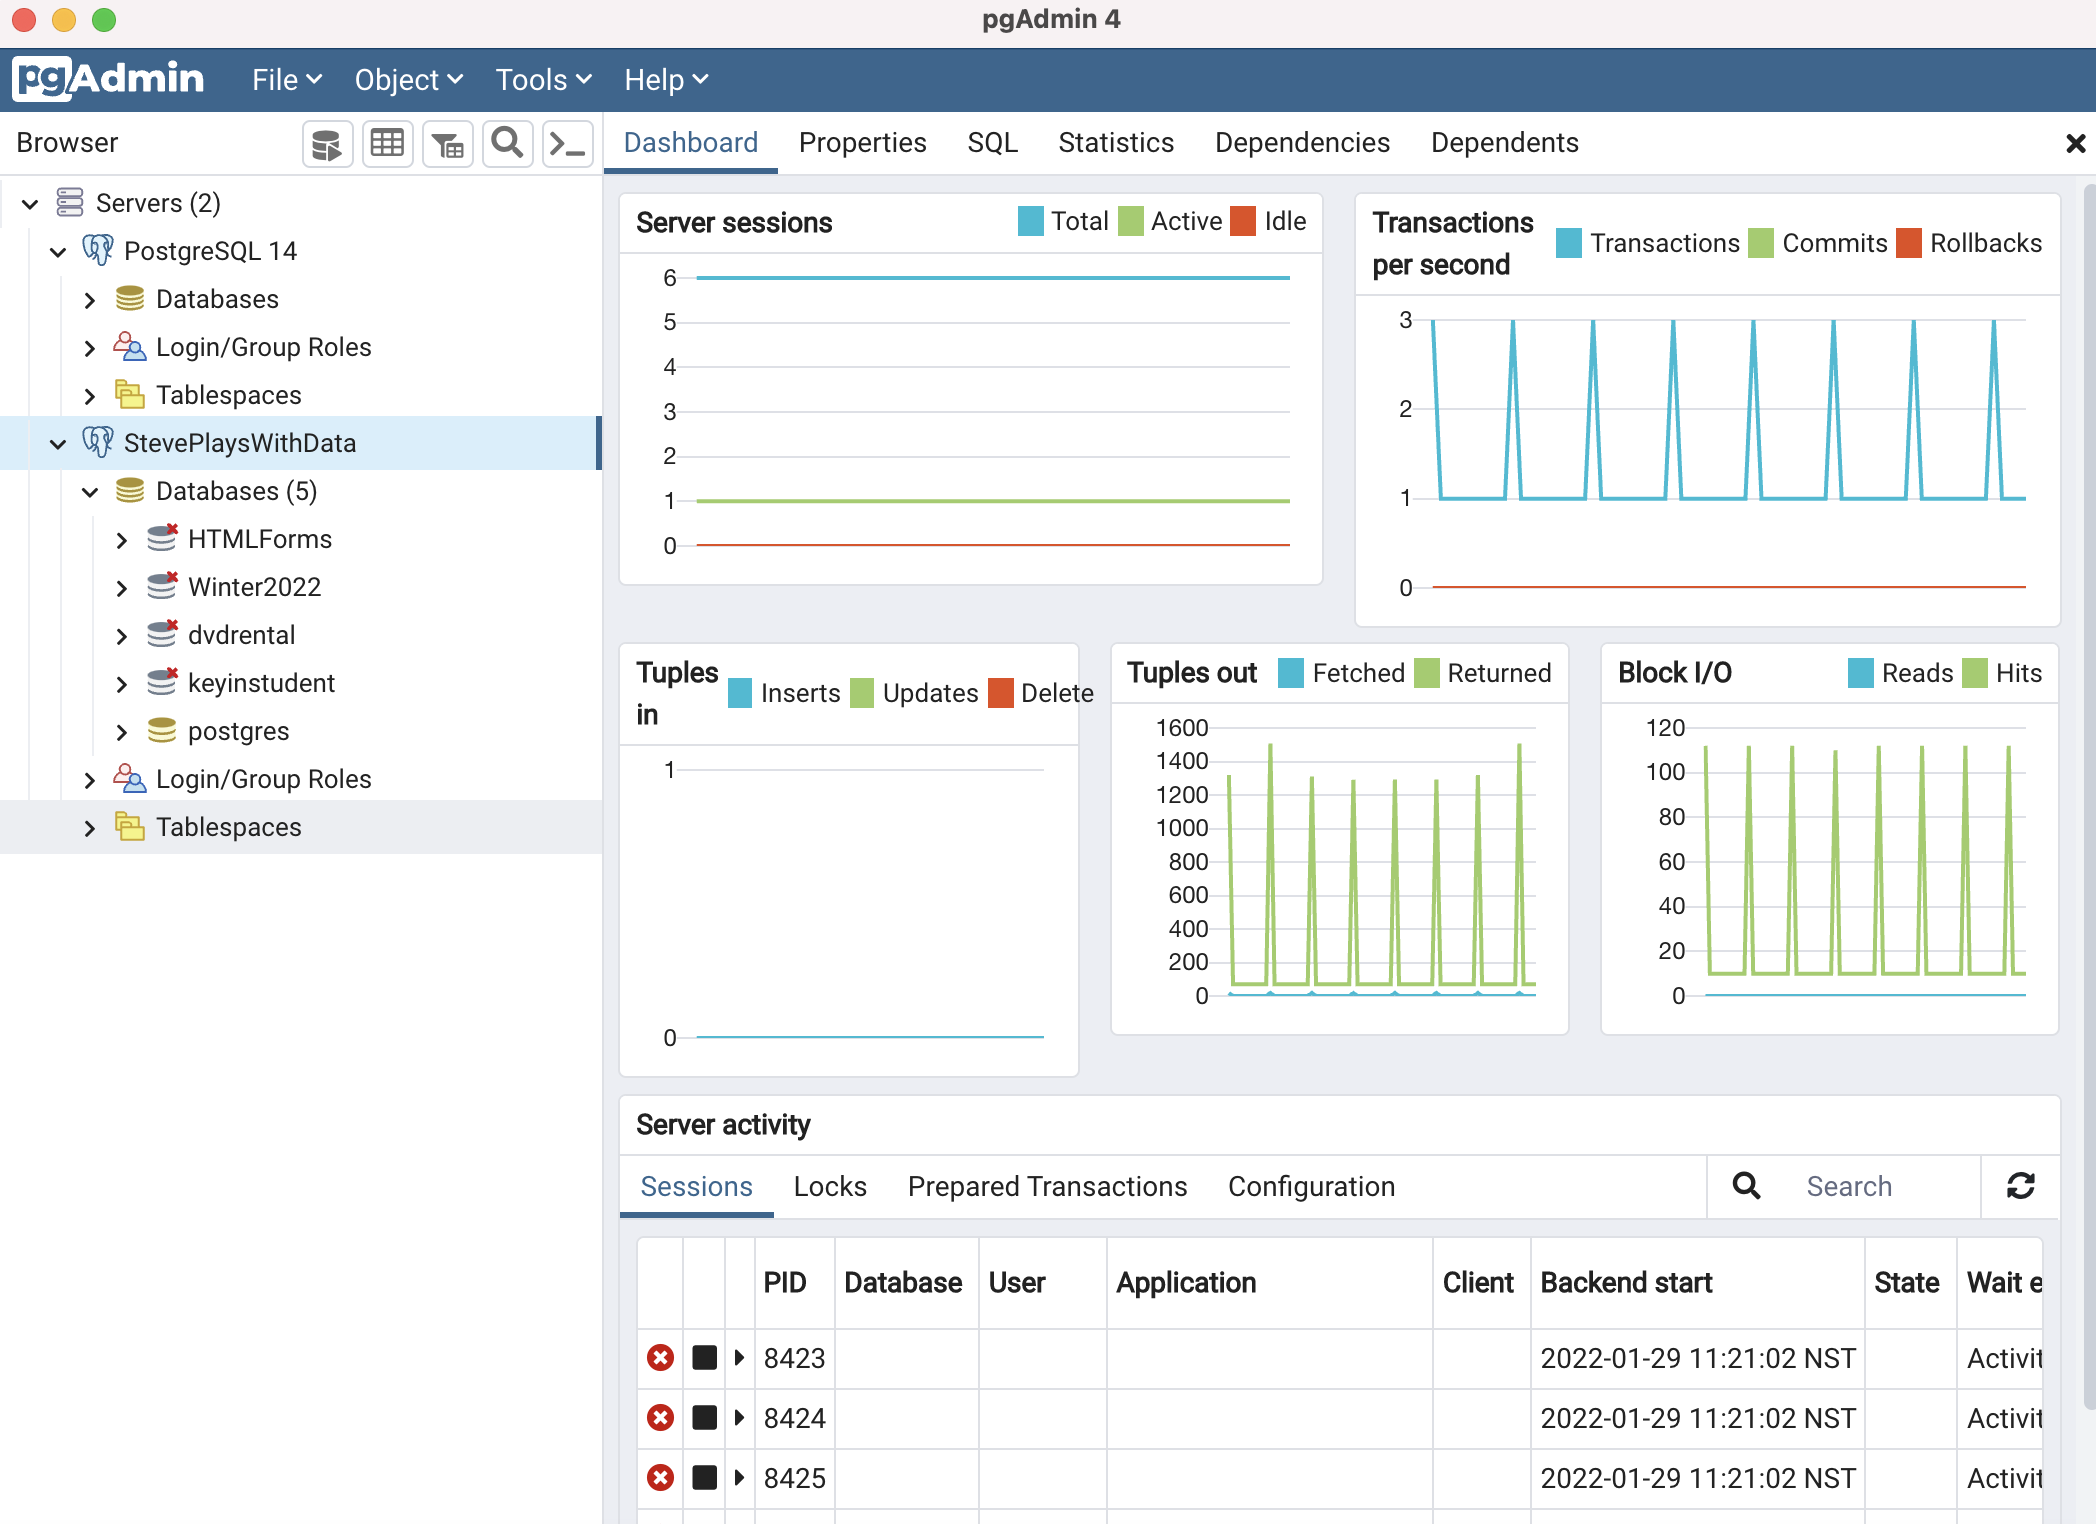 pgAdmin 4
pgAdmin File Object Tools Help
Browser
Dashboard Properties SQL Statistics Dependencies Dependents
Servers (2)
PostgreSQL 14
Databases
Login/Group Roles
Tablespaces
StevePlaysWithData
Databases (5)
HTMLForms
Winter2022
dvdrental
keyinstudent
postgres
Login/Group Roles
Tablespaces
Server sessions Total Active Idle
6
5
4
3
2
1
0
Transactions per second Transactions Commits Rollbacks
3
2
1
0
Tuples in Inserts Updates Delete
1
0
Tuples out Fetched Returned
1600
1400
1200
1000
800
600
400
200
0
Block I/O Reads Hits
120
100
80
60
40
20
0
Server activity
Sessions Locks Prepared Transactions Configuration Search
PID Database User Application Client Backend start State Wait e
8423 2022-01-29 11:21:02 NST Activit
8424 2022-01-29 11:21:02 NST Activit
8425 2022-01-29 11:21:02 NST Activit